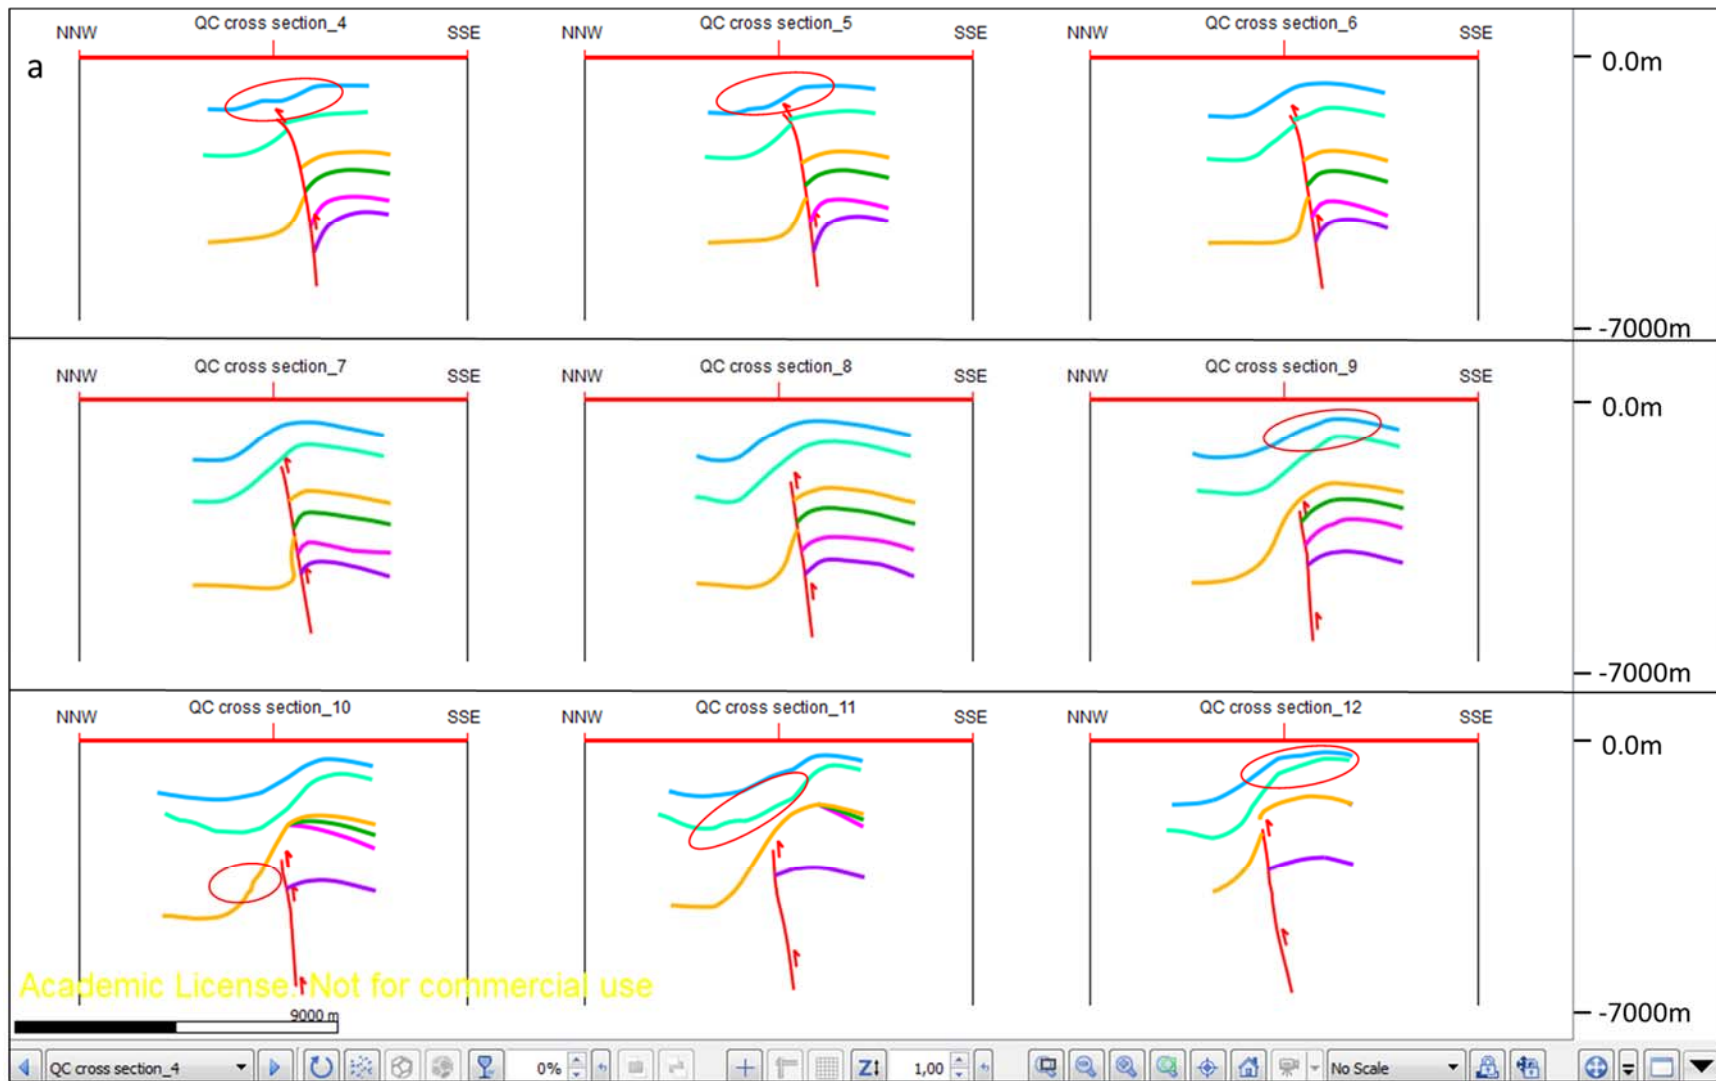 QC cross section_4
QC cross section_5
QC cross section_6
NNW
SSE
NNW
SSE
NNW
SSE
0.0m
a
-7000m
QC cross section_7
QC cross section_8
QC cross section_9
NNW
SSE
NNW
SSE
NNW
SSE
0.0m
-7000m
QC cross section_10
QC cross section_11
QC cross section_12
NNW
SSE
NNW
SSE
NNW
SSE
0.0m
Academic License. Not for commercial use
9000 m
-7000m
QC cross section_4
0%
Z
1,00
No Scale